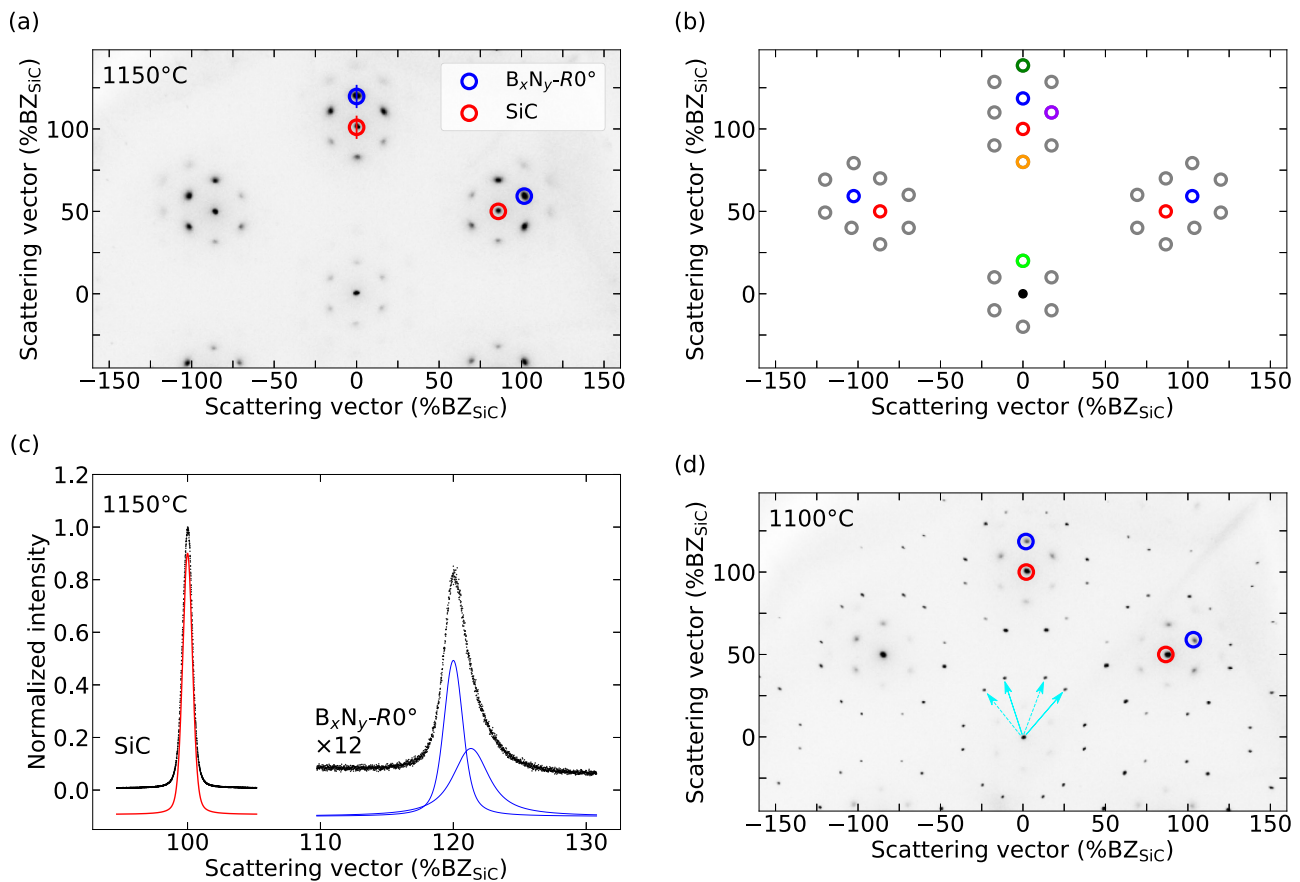 (a)
1150°C
BₓNᵧ-R0°
SiC
100
50
0
−150 −100 −50 0 50 100 150
Scattering vector (%BZSiC)
Scattering vector (%BZSiC)
(b)
100
50
0
−150 −100 −50 0 50 100 150
Scattering vector (%BZSiC)
Scattering vector (%BZSiC)
(c)
1150°C
1.2
1.0
0.8
0.6
0.4
0.2
0.0
SiC
BₓNᵧ-R0°
×12
100 110 120 130
Scattering vector (%BZSiC)
Normalized intensity
(d)
1100°C
100
50
0
−150 −100 −50 0 50 100 150
Scattering vector (%BZSiC)
Scattering vector (%BZSiC)